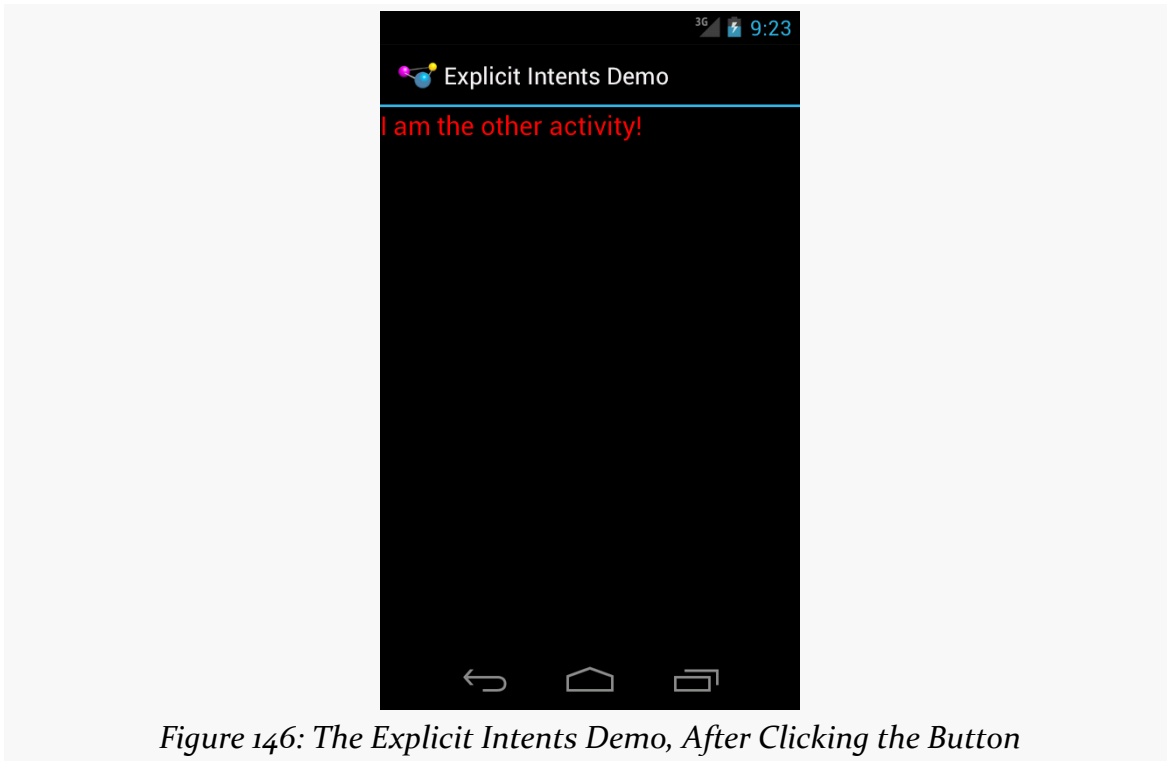 3G 9:23
Explicit Intents Demo
I am the other activity!
Figure 146: The Explicit Intents Demo, After Clicking the Button